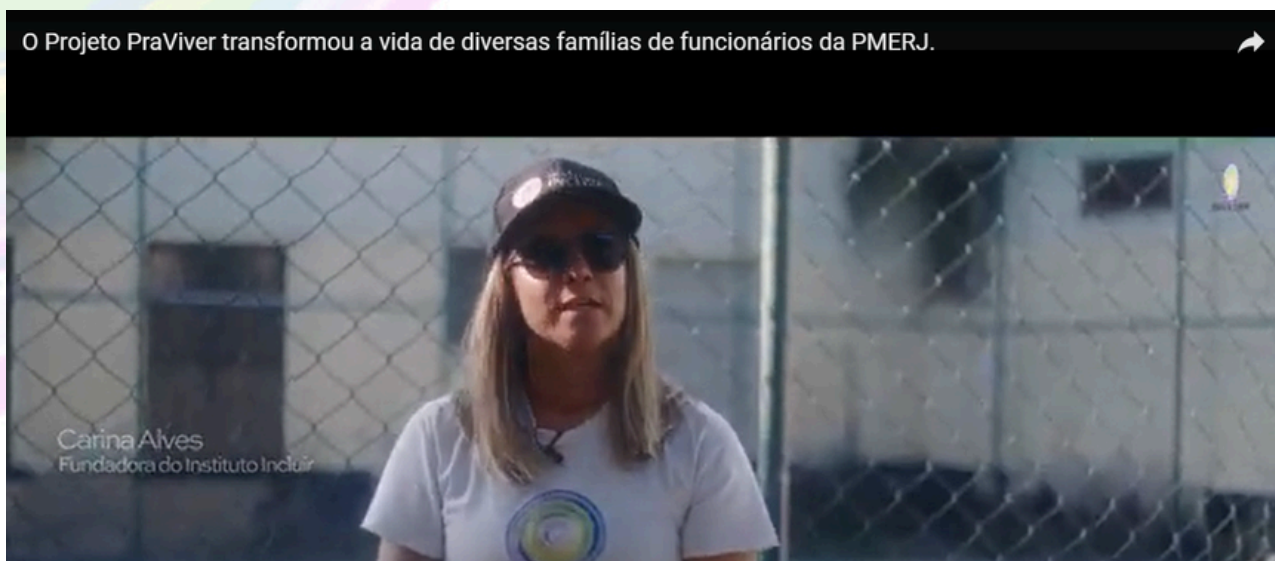 O Projeto PraViver transformou a vida de diversas famílias de funcionários da PMERJ.
Carina Alves
Fundadora do Instituto Incluir